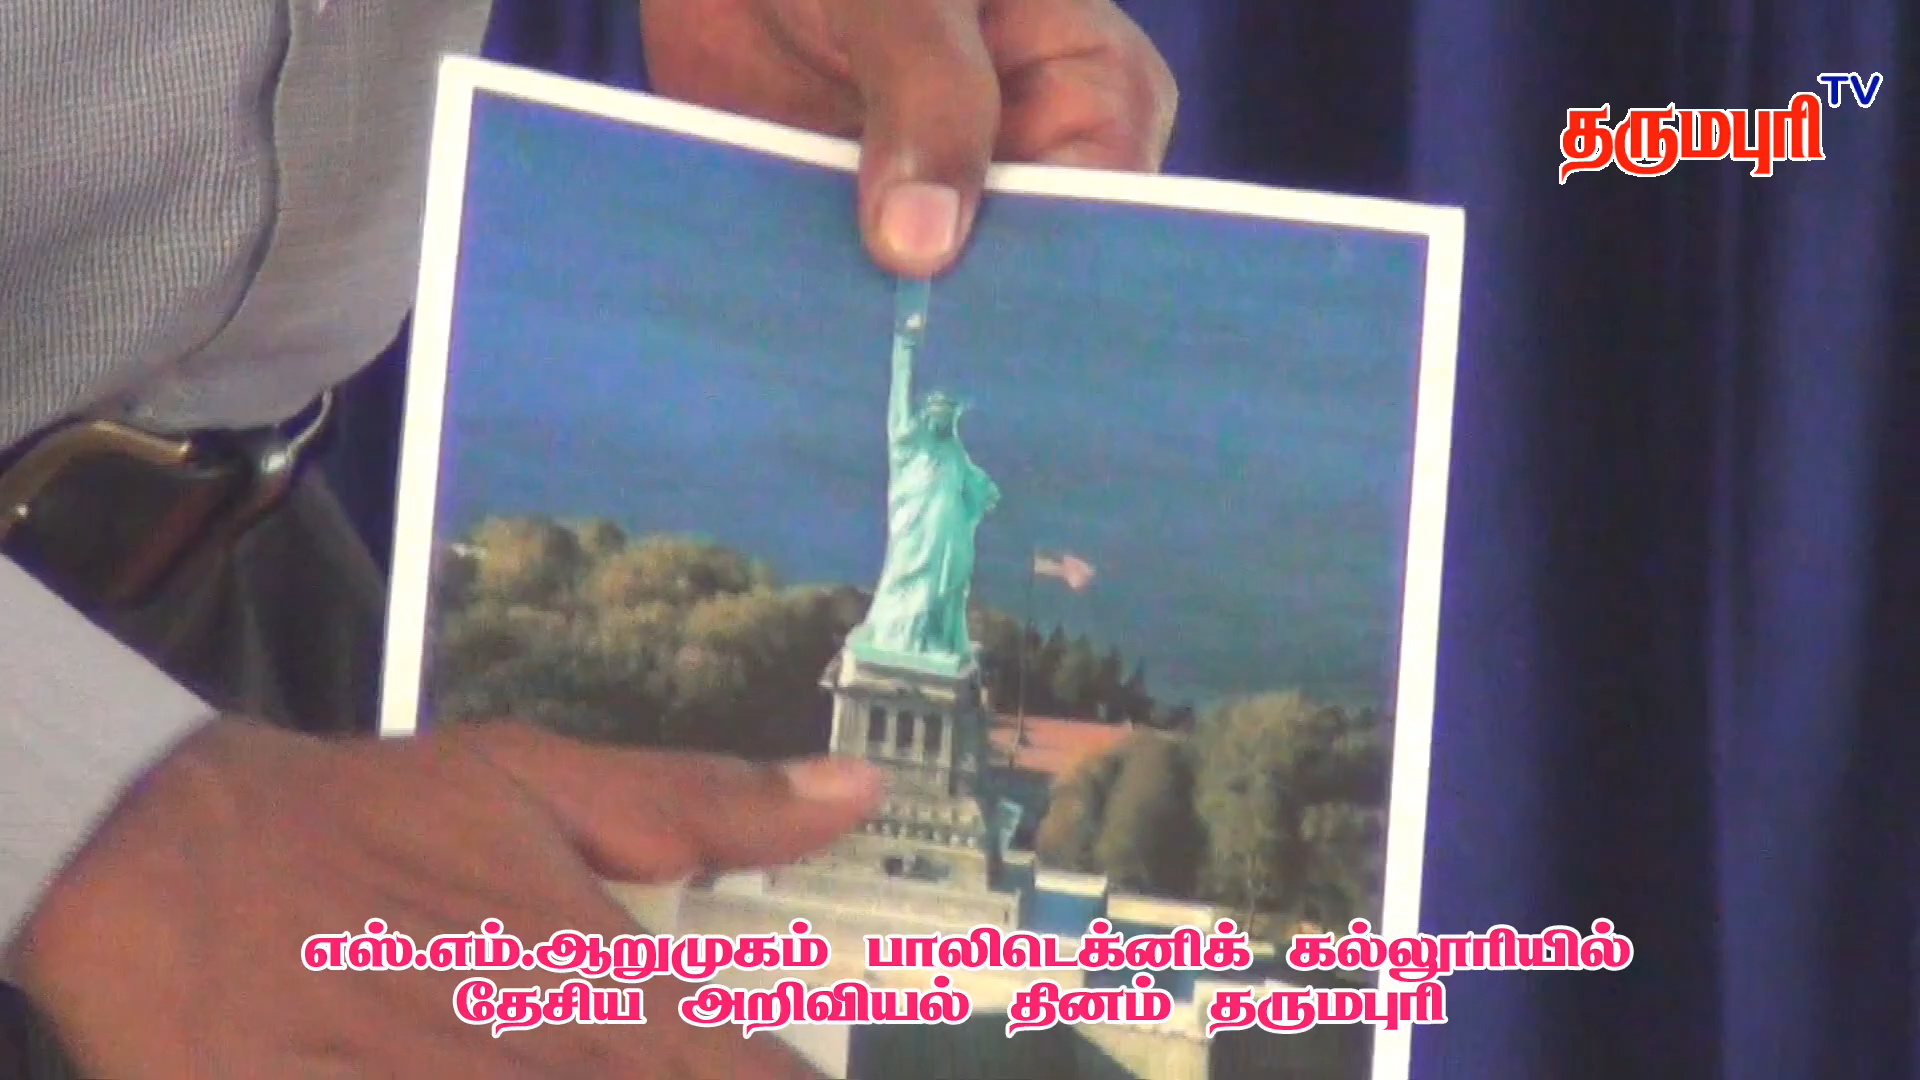 தருமபுரி TV
எஸ்.எம்.ஆறுமுகம் பாலிடெக்னிக் கல்லூரியில்
தேசிய அறிவியல் தினம் தருமபுரி